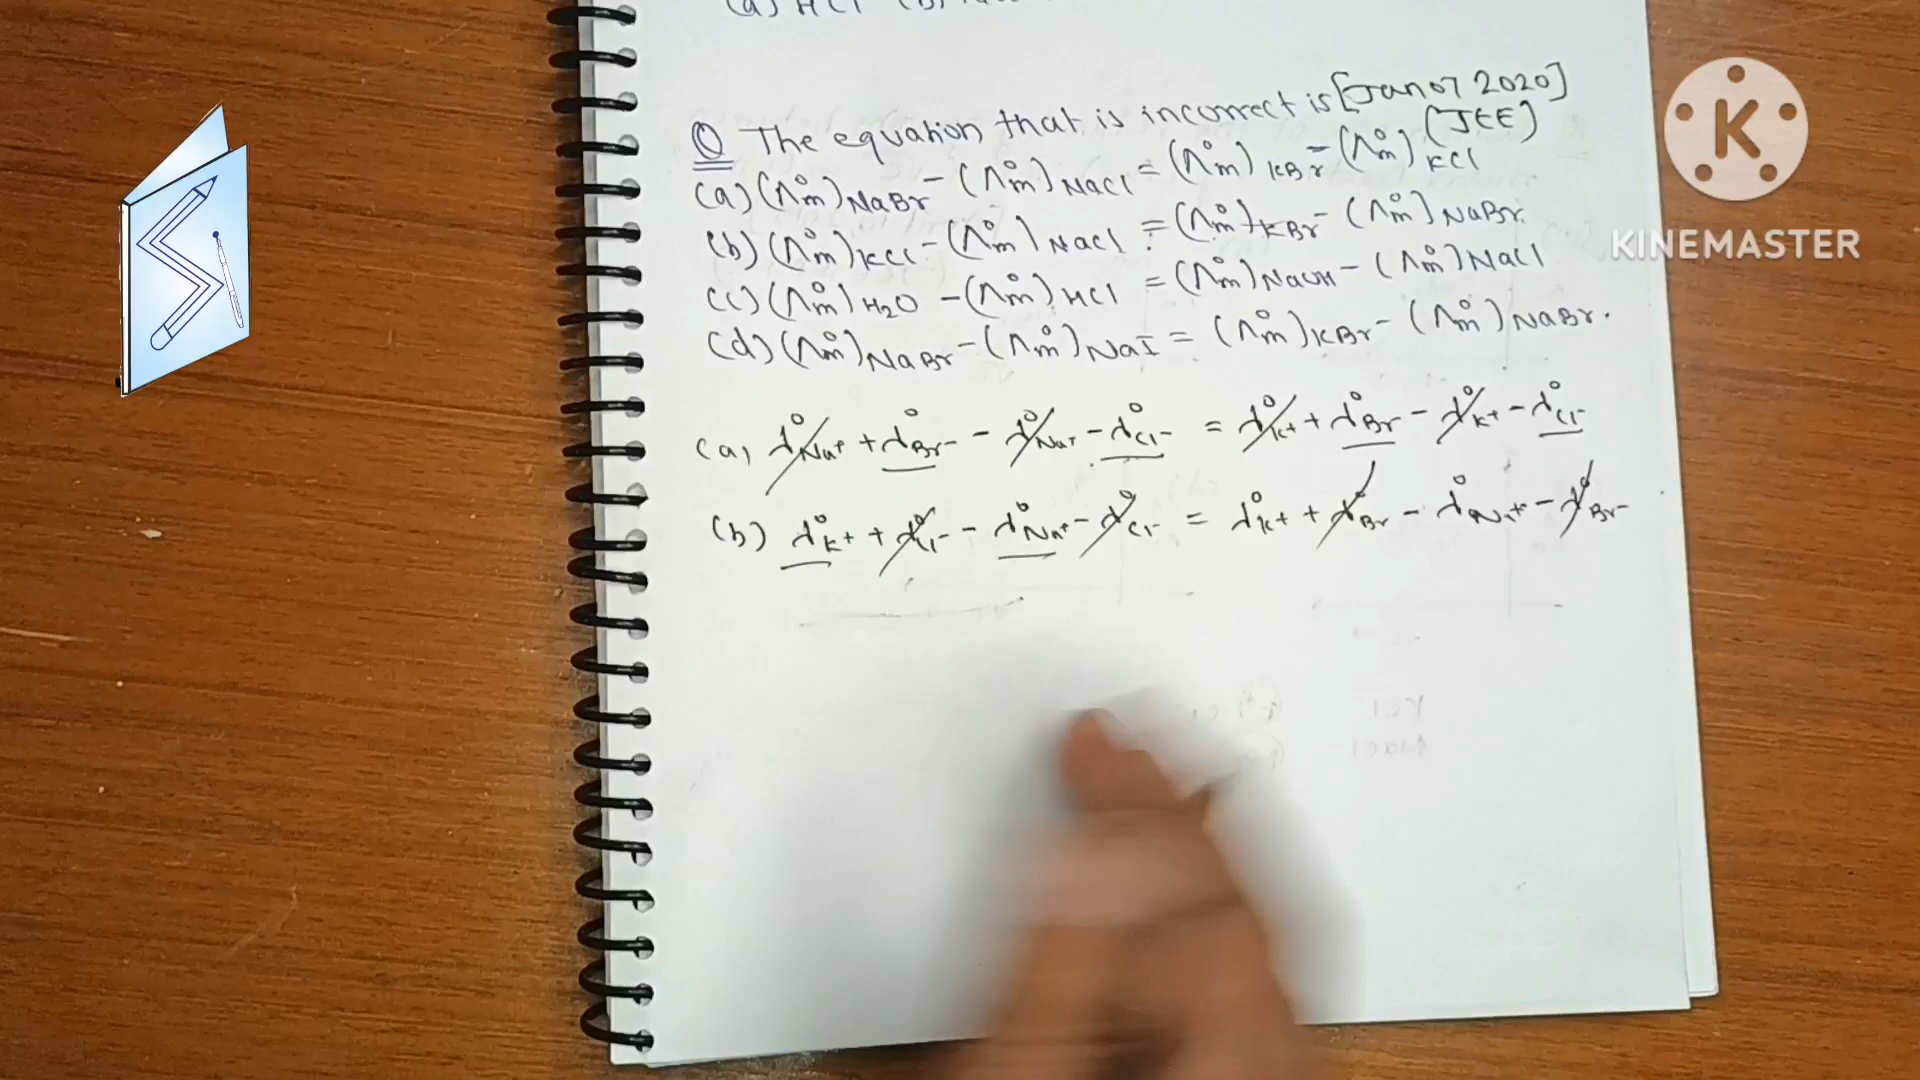 (a) HCl (b)
Q The equation that is incorrect is [Jan 07 2020]
(JEE)
(a) (Λ°m)NaBr - (Λ°m)NaCl = (Λ°m)KBr - (Λ°m)KCl
(b) (Λ°m)KCl - (Λ°m)NaCl = (Λ°m)KBr - (Λ°m)NaBr.
(c) (Λ°m)H2O - (Λ°m)HCl = (Λ°m)NaOH - (Λ°m)NaCl
(d) (Λ°m)NaBr - (Λ°m)NaI = (Λ°m)KBr - (Λ°m)NaBr.
(a) λ°Na+ + λ°Br- - λ°Na+ - λ°Cl- = λ°K+ + λ°Br- - λ°K+ - λ°Cl-
(b) λ°K+ + λ°Cl- - λ°Na+ - λ°Cl- = λ°K+ + λ°Br - λ°Na+ - λ°Br-
K
KINEMASTER